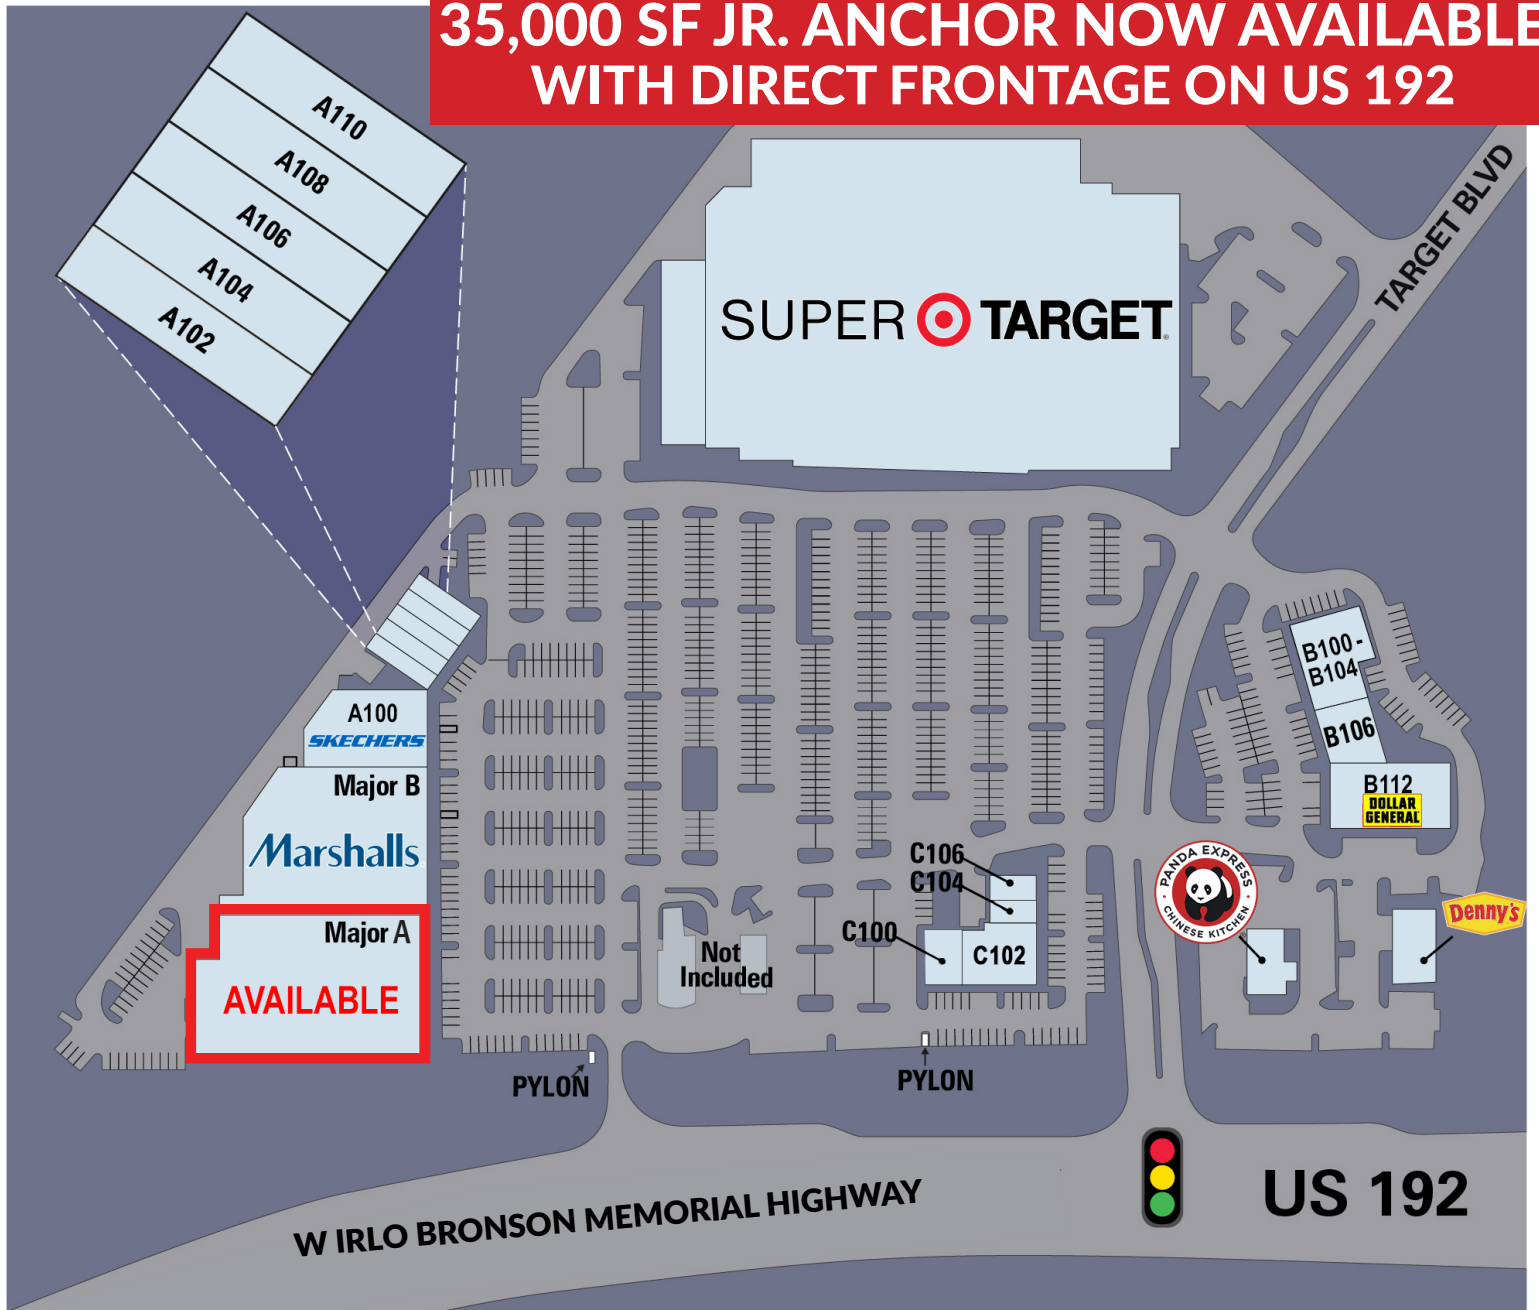 35,000 SF JR. ANCHOR NOW AVAILABLE
WITH DIRECT FRONTAGE ON US 192
A110
A108
A106
A104
A102
SUPER TARGET
TARGET BLVD
A100
SKECHERS
Major B
Marshalls
Major A
AVAILABLE
B100 -
B104
B106
B112
DOLLAR
GENERAL
PANDA EXPRESS
CHINESE KITCHEN
Denny's
C106
C104
C100
C102
Not
Included
PYLON
PYLON
W IRLO BRONSON MEMORIAL HIGHWAY
US 192